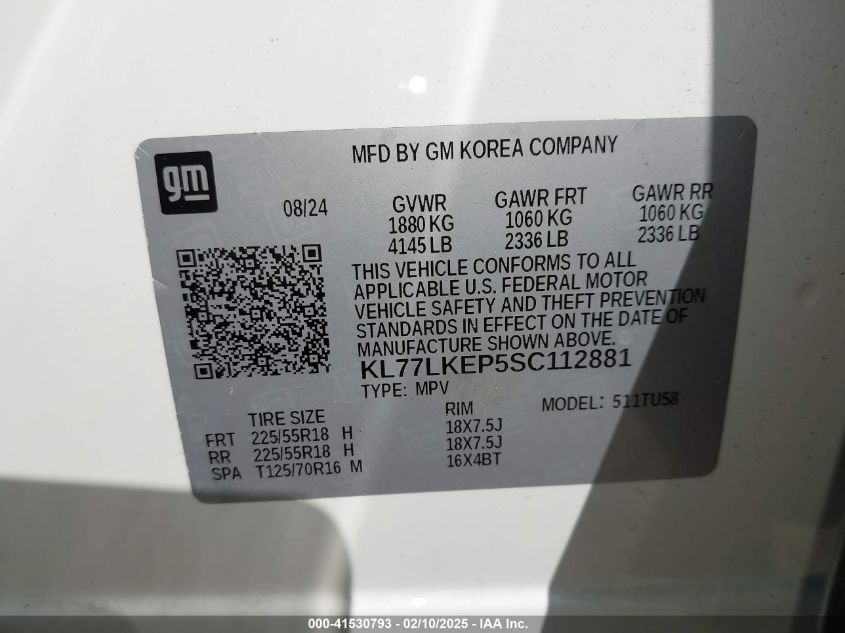 MFD BY GM KOREA COMPANY
gm
08/24
GVWR GAWR FRT GAWR RR
1880 KG 1060 KG 1060 KG
4145 LB 2336 LB 2336 LB
THIS VEHICLE CONFORMS TO ALL
APPLICABLE U.S. FEDERAL MOTOR
VEHICLE SAFETY AND THEFT PREVENTION
STANDARDS IN EFFECT ON THE DATE OF
MANUFACTURE SHOWN ABOVE.
KL77LKEP5SC112881
TYPE: MPV MODEL: 511TU58
TIRE SIZE RIM
FRT 225/55R18 H 18X7.5J
RR 225/55R18 H 18X7.5J
SPA T125/70R16 M 16X4BT
000-41530793 - 02/10/2025 - IAA Inc.